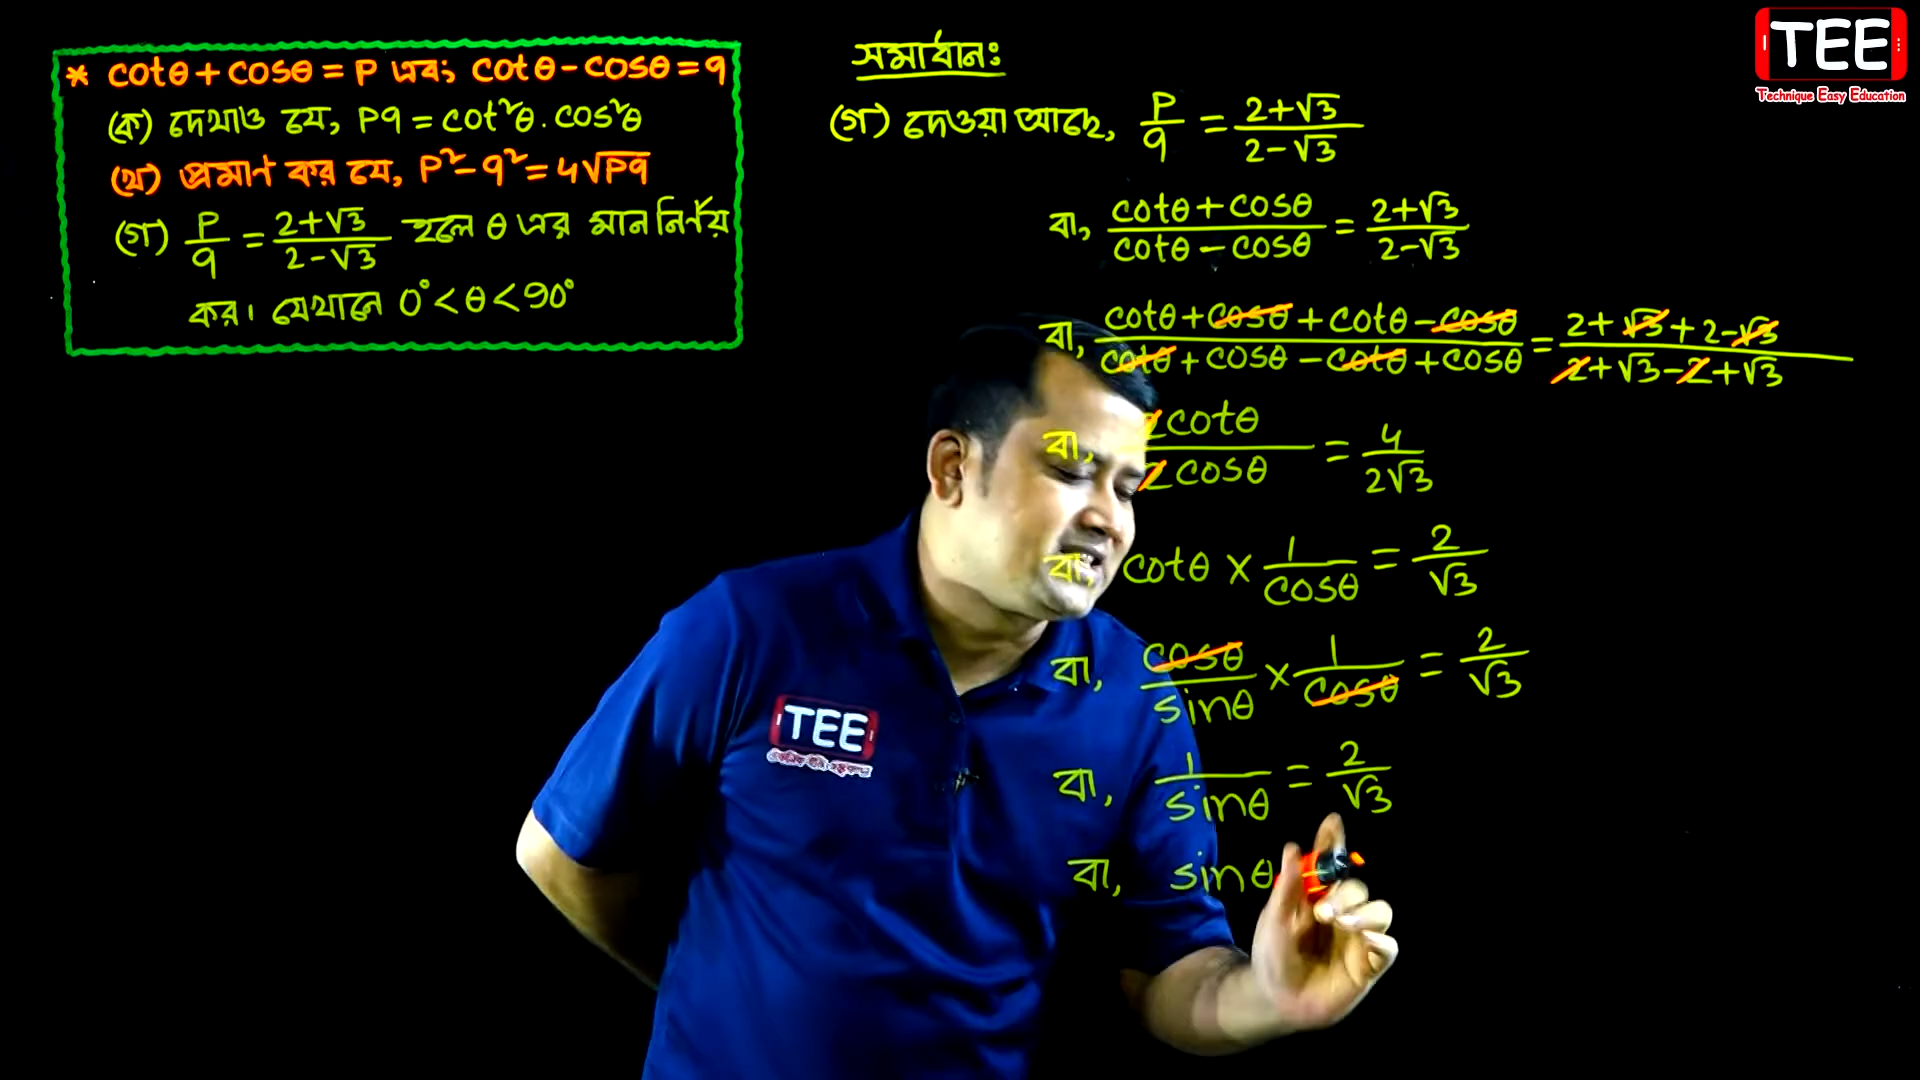 * cotθ + cosθ = P এবং cotθ - cosθ = q
(ক) দেখাও যে, Pq = cot²θ . cos²θ
(খ) প্রমাণ কর যে, P² - q² = 4√Pq
(গ) P/q = (2+√3)/(2-√3) হলে θ এর মান নির্ণয়
কর। যেখানে 0° < θ < 90°
সমাধানঃ
(গ) দেওয়া আছে, P/q = (2+√3)/(2-√3)
বা, (cotθ + cosθ)/(cotθ - cosθ) = (2+√3)/(2-√3)
বা, (cotθ + cosθ + cotθ - cosθ)/(cotθ + cosθ - cotθ + cosθ) = (2+√3+2-√3)/(2+√3-2+√3)
বা, 2cotθ/2cosθ = 4/2√3
বা, cotθ × 1/cosθ = 2/√3
বা, cosθ/sinθ × 1/cosθ = 2/√3
বা, 1/sinθ = 2/√3
বা, sinθ
TEE
Technique Easy Education
TEE